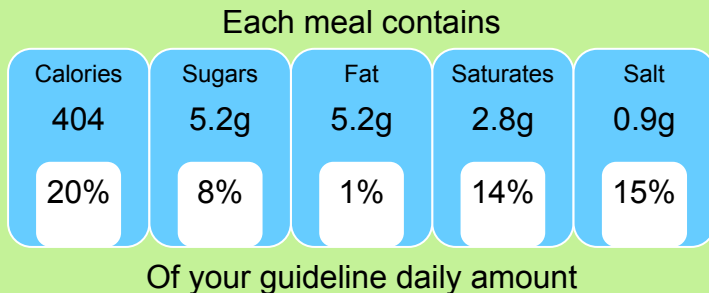 Each meal contains
Calories Sugars Fat Saturates Salt
404 5.2g 5.2g 2.8g 0.9g
20% 8% 1% 14% 15%
Of your guideline daily amount